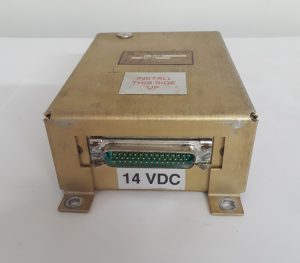 INSTALL
THIS SIDE
UP
14 VDC